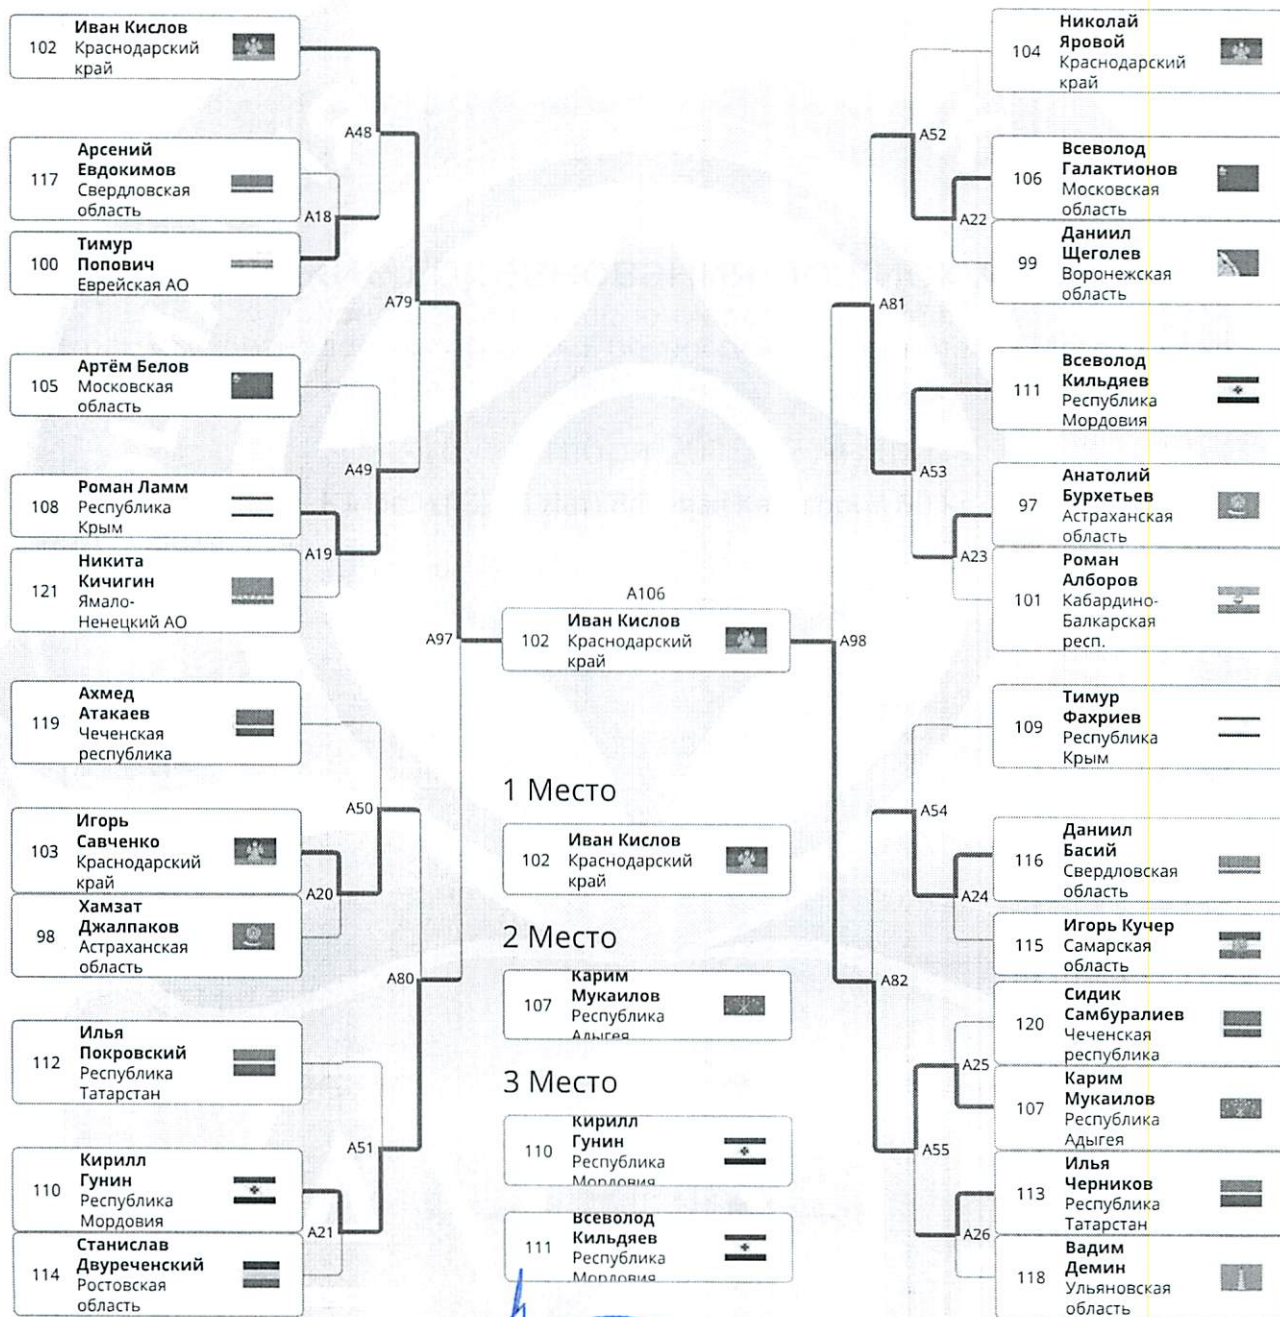 102
Иван Кислов
Краснодарский
край
117
Арсений
Евдокимов
Свердловская
область
100
Тимур
Попович
Еврейская АО
105
Артём Белов
Московская
область
108
Роман Ламм
Республика
Крым
121
Никита
Кичигин
Ямало-
Ненецкий АО
119
Ахмед
Атакаев
Чеченская
республика
103
Игорь
Савченко
Краснодарский
край
98
Хамзат
Джалпаков
Астраханская
область
112
Илья
Покровский
Республика
Татарстан
110
Кирилл
Гунин
Республика
Мордовия
114
Станислав
Двуреченский
Ростовская
область
A48
A18
A79
A49
A19
A97
A50
A20
A80
A51
A21
A106
102
Иван Кислов
Краснодарский
край
1 Место
102
Иван Кислов
Краснодарский
край
2 Место
107
Карим
Мукаилов
Республика
Адыгея
3 Место
110
Кирилл
Гунин
Республика
Мордовия
111
Всеволод
Кильдяев
Республика
Мордовия
A52
A22
A81
A53
A23
A98
A54
A24
A82
A25
A55
A26
104
Николай
Яровой
Краснодарский
край
106
Всеволод
Галактионов
Московская
область
99
Даниил
Щеголев
Воронежская
область
111
Всеволод
Кильдяев
Республика
Мордовия
97
Анатолий
Бурхетьев
Астраханская
область
101
Роман
Алборов
Кабардино-
Балкарская
респ.
109
Тимур
Фахриев
Республика
Крым
116
Даниил
Басий
Свердловская
область
115
Игорь Кучер
Самарская
область
120
Сидик
Самбуралиев
Чеченская
республика
107
Карим
Мукаилов
Республика
Адыгея
113
Илья
Черников
Республика
Татарстан
118
Вадим
Демин
Ульяновская
область